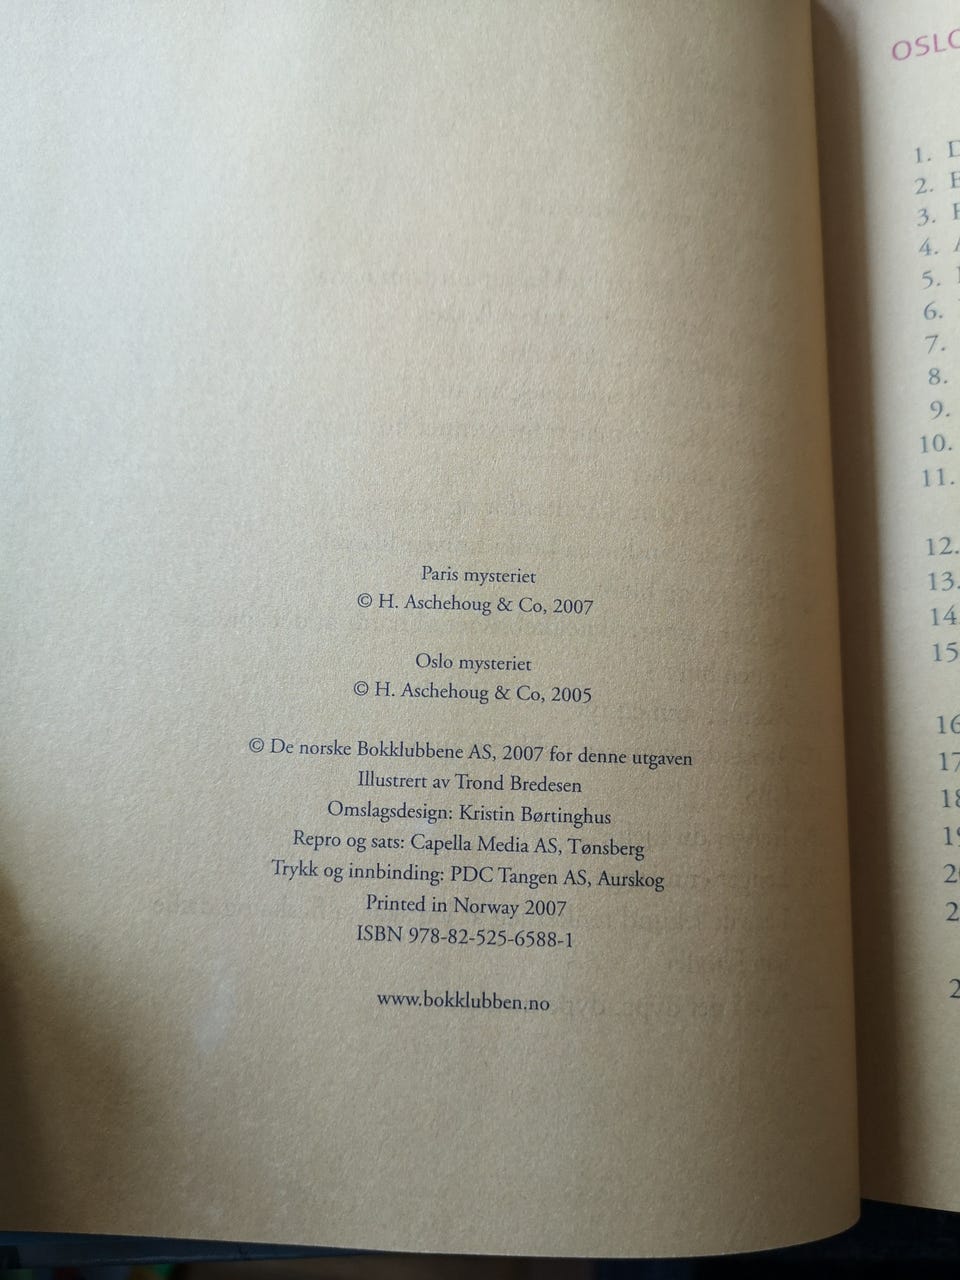 Paris mysteriet
© H. Aschehoug & Co, 2007
Oslo mysteriet
© H. Aschehoug & Co, 2005
© De norske Bokklubbene AS, 2007 for denne utgaven
Illustrert av Trond Bredesen
Omslagsdesign: Kristin Børtinghus
Repro og sats: Capella Media AS, Tønsberg
Trykk og innbinding: PDC Tangen AS, Aurskog
Printed in Norway 2007
ISBN 978-82-525-6588-1
www.bokklubben.no
1.
2.
3.
4.
5.
6.
7.
8.
9.
10.
11.
12.
13.
14
15
16
17
18